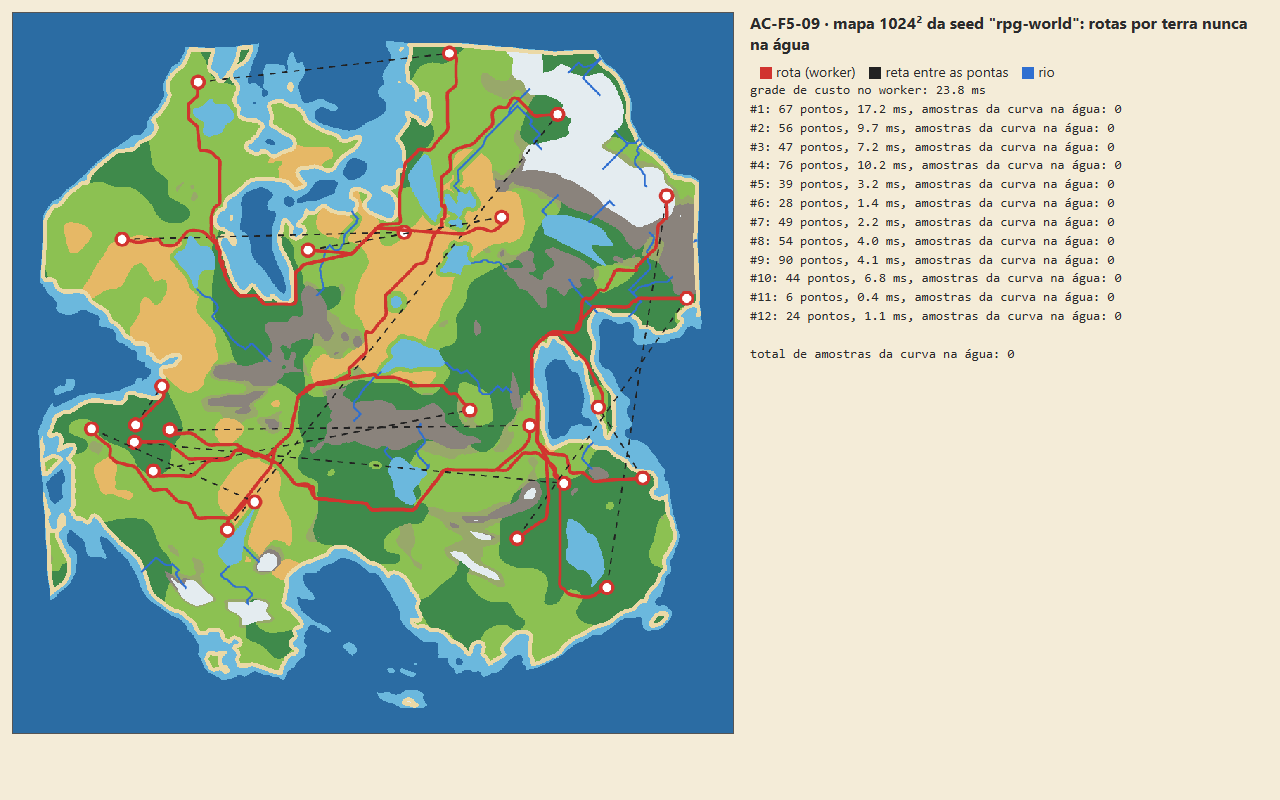 AC-F5-09 · mapa 1024² da seed "rpg-world": rotas por terra nunca
na água
rota (worker) reta entre as pontas rio
grade de custo no worker: 23.8 ms
#1: 67 pontos, 17.2 ms, amostras da curva na água: 0
#2: 56 pontos, 9.7 ms, amostras da curva na água: 0
#3: 47 pontos, 7.2 ms, amostras da curva na água: 0
#4: 76 pontos, 10.2 ms, amostras da curva na água: 0
#5: 39 pontos, 3.2 ms, amostras da curva na água: 0
#6: 28 pontos, 1.4 ms, amostras da curva na água: 0
#7: 49 pontos, 2.2 ms, amostras da curva na água: 0
#8: 54 pontos, 4.0 ms, amostras da curva na água: 0
#9: 90 pontos, 4.1 ms, amostras da curva na água: 0
#10: 44 pontos, 6.8 ms, amostras da curva na água: 0
#11: 6 pontos, 0.4 ms, amostras da curva na água: 0
#12: 24 pontos, 1.1 ms, amostras da curva na água: 0
total de amostras da curva na água: 0